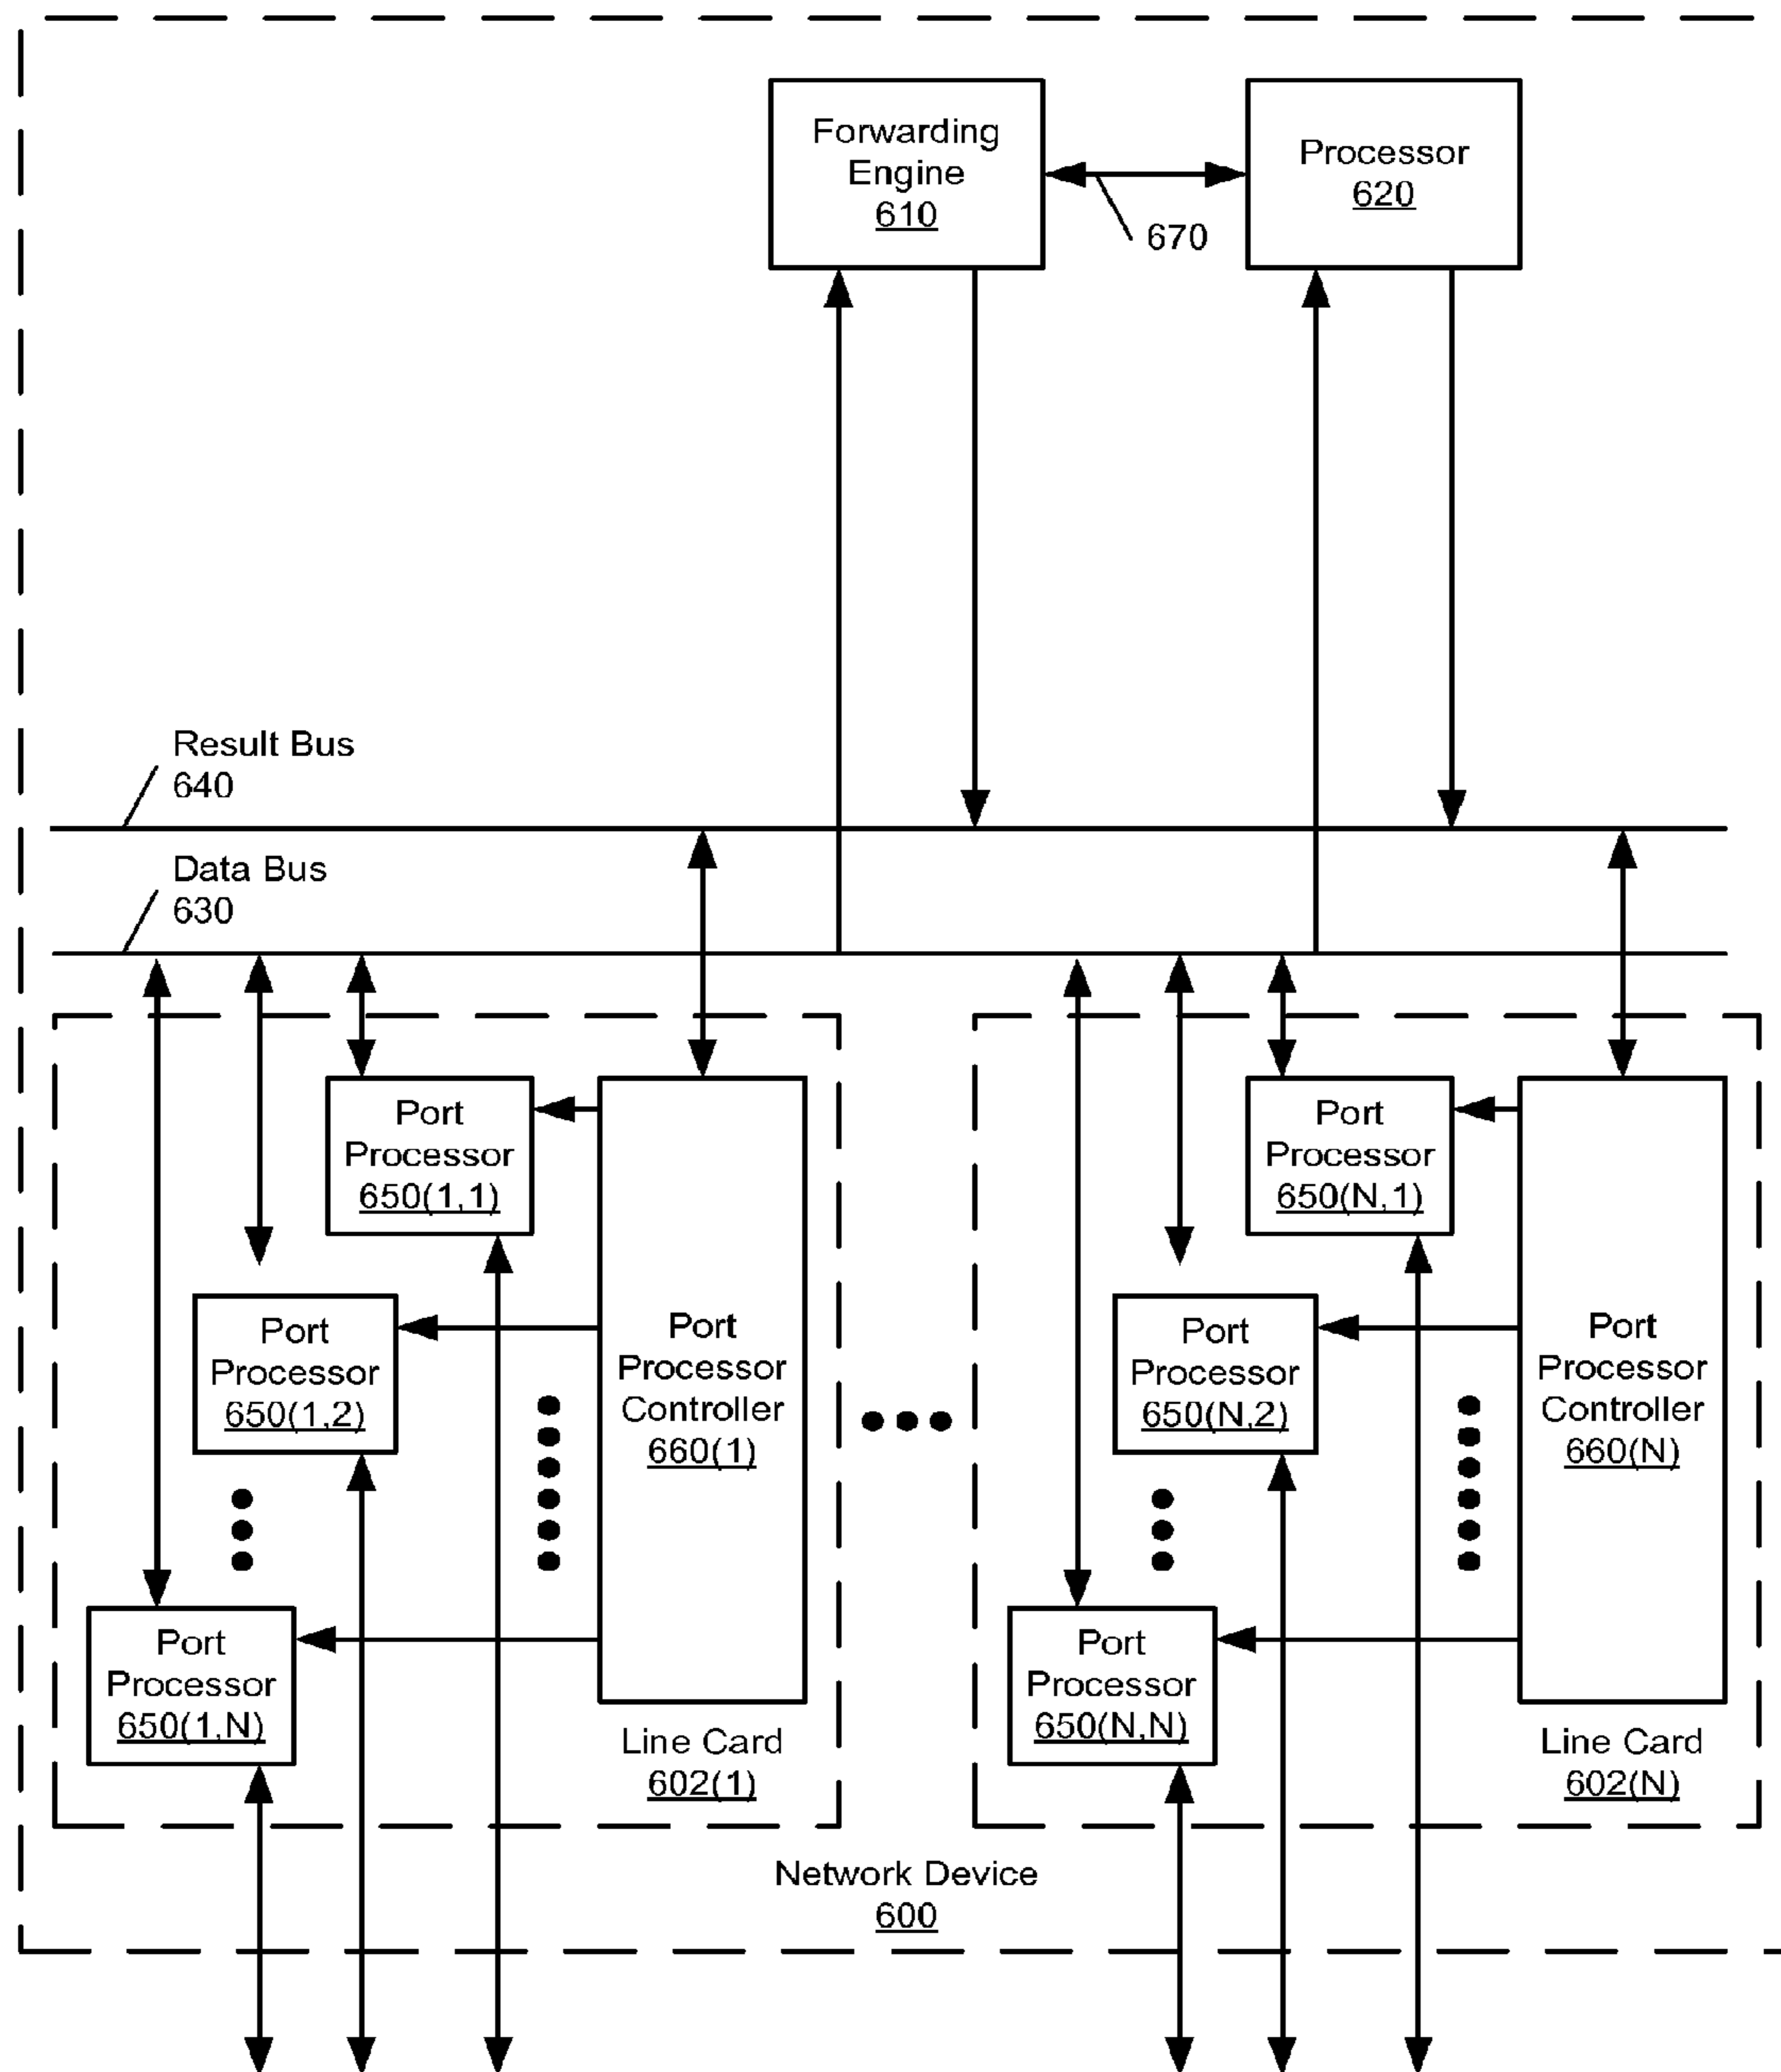 Forwarding
Engine
610
Processor
620
670
Result Bus
640
Data Bus
630
Port
Processor
650(1,1)
Port
Processor
650(1,2)
Port
Processor
650(1,N)
Port
Processor
Controller
660(1)
Line Card
602(1)
Port
Processor
650(N,1)
Port
Processor
650(N,2)
Port
Processor
650(N,N)
Port
Processor
Controller
660(N)
Line Card
602(N)
Network Device
600